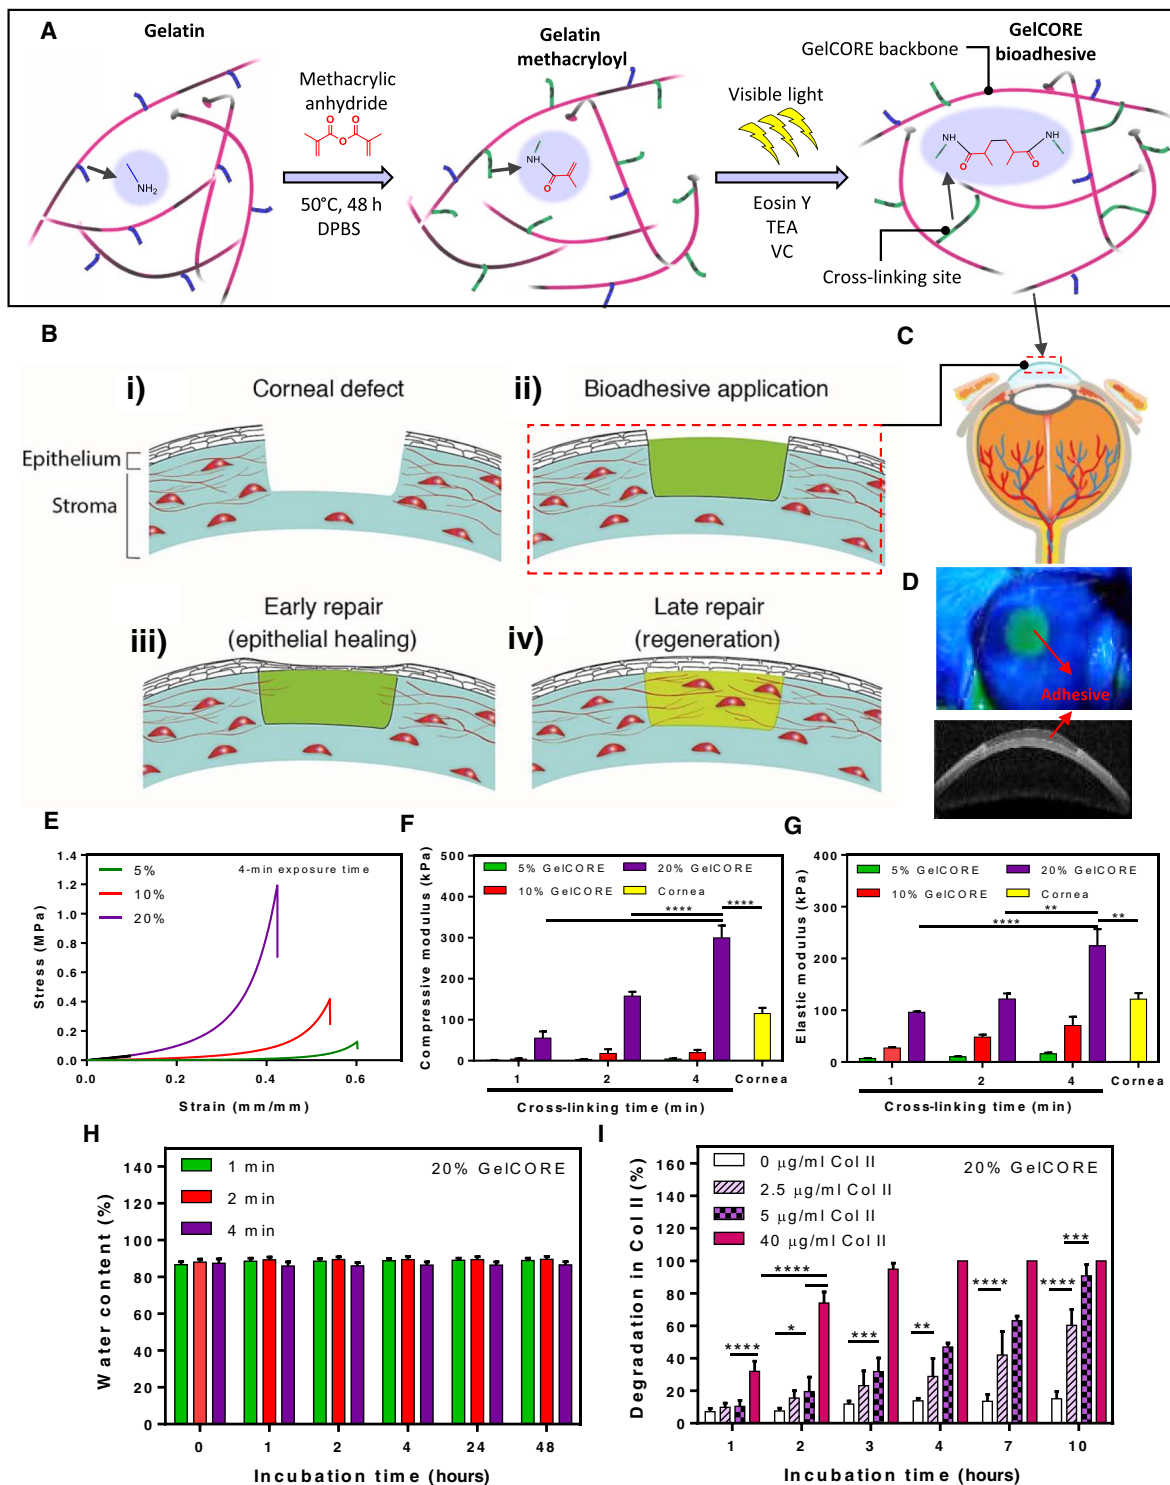 A
Gelatin
Methacrylic
anhydride
O O
O
NH₂
50°C, 48 h
DPBS
Gelatin
methacryloyl
NH
O
Visible light
Eosin Y
TEA
VC
GelCORE
bioadhesive
GelCORE backbone
NH
O
O
NH
Cross-linking site
B
i)
Corneal defect
Epithelium
Stroma
ii)
Bioadhesive application
iii)
Early repair
(epithelial healing)
iv)
Late repair
(regeneration)
C
D
Adhesive
E
Stress (MPa)
1.4
1.2
1.0
0.8
0.6
0.4
0.2
0.0
5%
10%
20%
4-min exposure time
0.0 0.2 0.4 0.6
Strain (mm/mm)
F
Compressive modulus (kPa)
500
400
300
200
100
0
5% GelCORE
20% GelCORE
10% GelCORE
Cornea
**** ****
1 2 4 Cornea
Cross-linking time (min)
G
Elastic modulus (kPa)
400
300
200
100
0
5% GelCORE
20% GelCORE
10% GelCORE
Cornea
**
**** **
1 2 4 Cornea
Cross-linking time (min)
H
Water content (%)
140
120
100
80
60
40
20
0
1 min
2 min
4 min
20% GelCORE
0 1 2 4 24 48
Incubation time (hours)
I
Degradation in Col II (%)
160
140
120
100
80
60
40
20
0
0 µg/ml Col II
2.5 µg/ml Col II
5 µg/ml Col II
40 µg/ml Col II
20% GelCORE
****
****
*
***
**
****
****
***
1 2 3 4 7 10
Incubation time (hours)